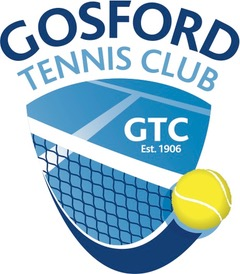 GOSFORD
TENNIS CLUB
GTC
Est. 1906